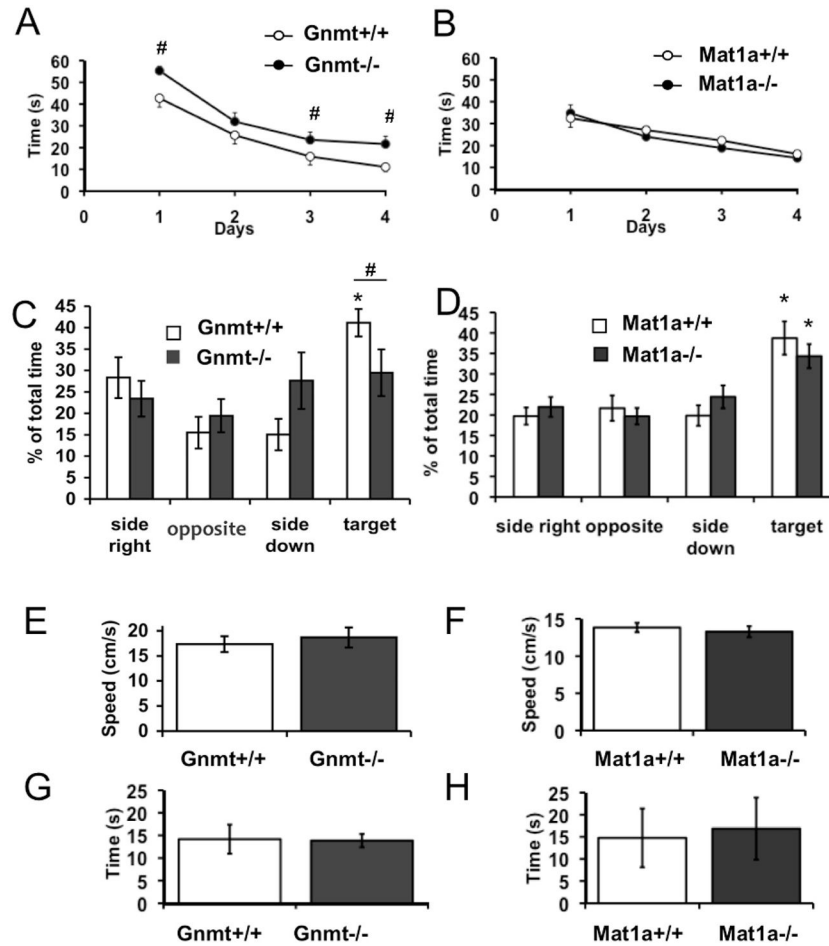 A
Gnmt+/+
Gnmt-/-
#
#
#
Time (s)
60
50
40
30
20
10
0
0 1 2 3 4
Days
B
Mat1a+/+
Mat1a-/-
Time (s)
60
50
40
30
20
10
0
0 1 2 3 4
Days
C
Gnmt+/+
Gnmt-/-
#
*
% of total time
45
40
35
30
25
20
15
10
5
0
side right
opposite
side down
target
D
Mat1a+/+
Mat1a-/-
*
*
% of total time
45
40
35
30
25
20
15
10
5
0
side right
opposite
side down
target
E
Speed (cm/s)
20
15
10
5
0
Gnmt+/+ Gnmt-/-
F
Speed (cm/s)
15
10
5
0
Mat1a+/+ Mat1a-/-
G
Time (s)
25
20
15
10
5
0
Gnmt+/+ Gnmt-/-
H
Time (s)
25
20
15
10
5
0
Mat1a+/+ Mat1a-/-